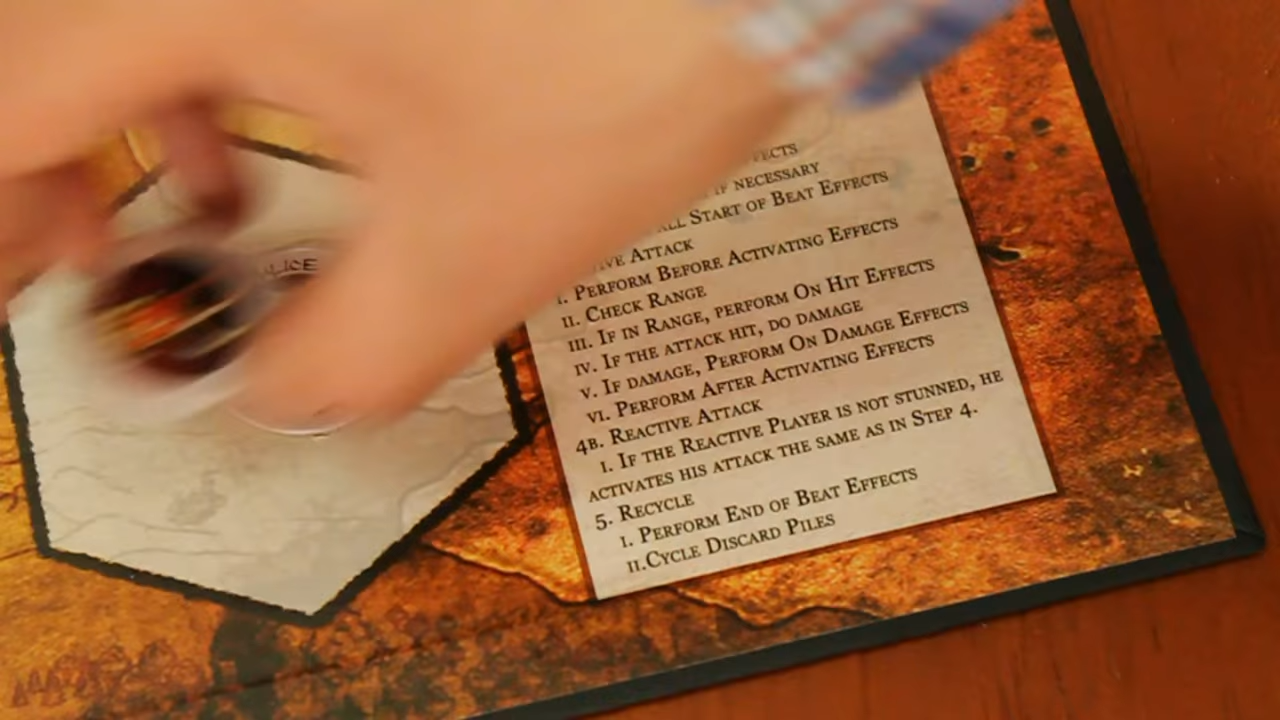 IF NECESSARY
ALL START OF BEAT EFFECTS
ATTACK
I. PERFORM BEFORE ACTIVATING EFFECTS
II. CHECK RANGE
III. IF IN RANGE, PERFORM ON HIT EFFECTS
IV. IF THE ATTACK HIT, DO DAMAGE
V. IF DAMAGE, PERFORM ON DAMAGE EFFECTS
VI. PERFORM AFTER ACTIVATING EFFECTS
4B. REACTIVE ATTACK
I. IF THE REACTIVE PLAYER IS NOT STUNNED, HE
ACTIVATES HIS ATTACK THE SAME AS IN STEP 4.
5. RECYCLE
I. PERFORM END OF BEAT EFFECTS
II.CYCLE DISCARD PILES